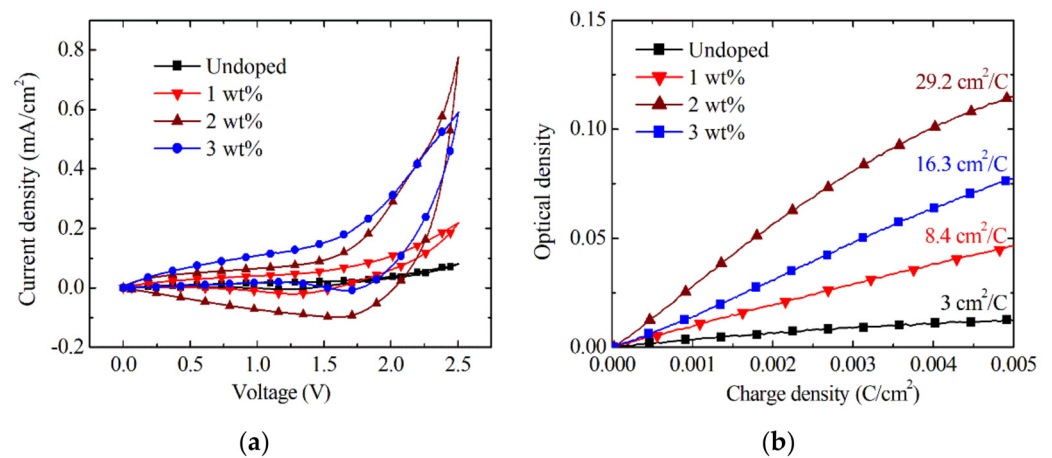 0.8
0.6
0.4
0.2
0.0
-0.2
Current density (mA/cm²)
Undoped
1 wt%
2 wt%
3 wt%
0.0 0.5 1.0 1.5 2.0 2.5
Voltage (V)
(a)
0.15
0.10
0.05
0.00
Optical density
Undoped
1 wt%
2 wt%
3 wt%
29.2 cm²/C
16.3 cm²/C
8.4 cm²/C
3 cm²/C
0.000 0.001 0.002 0.003 0.004 0.005
Charge density (C/cm²)
(b)